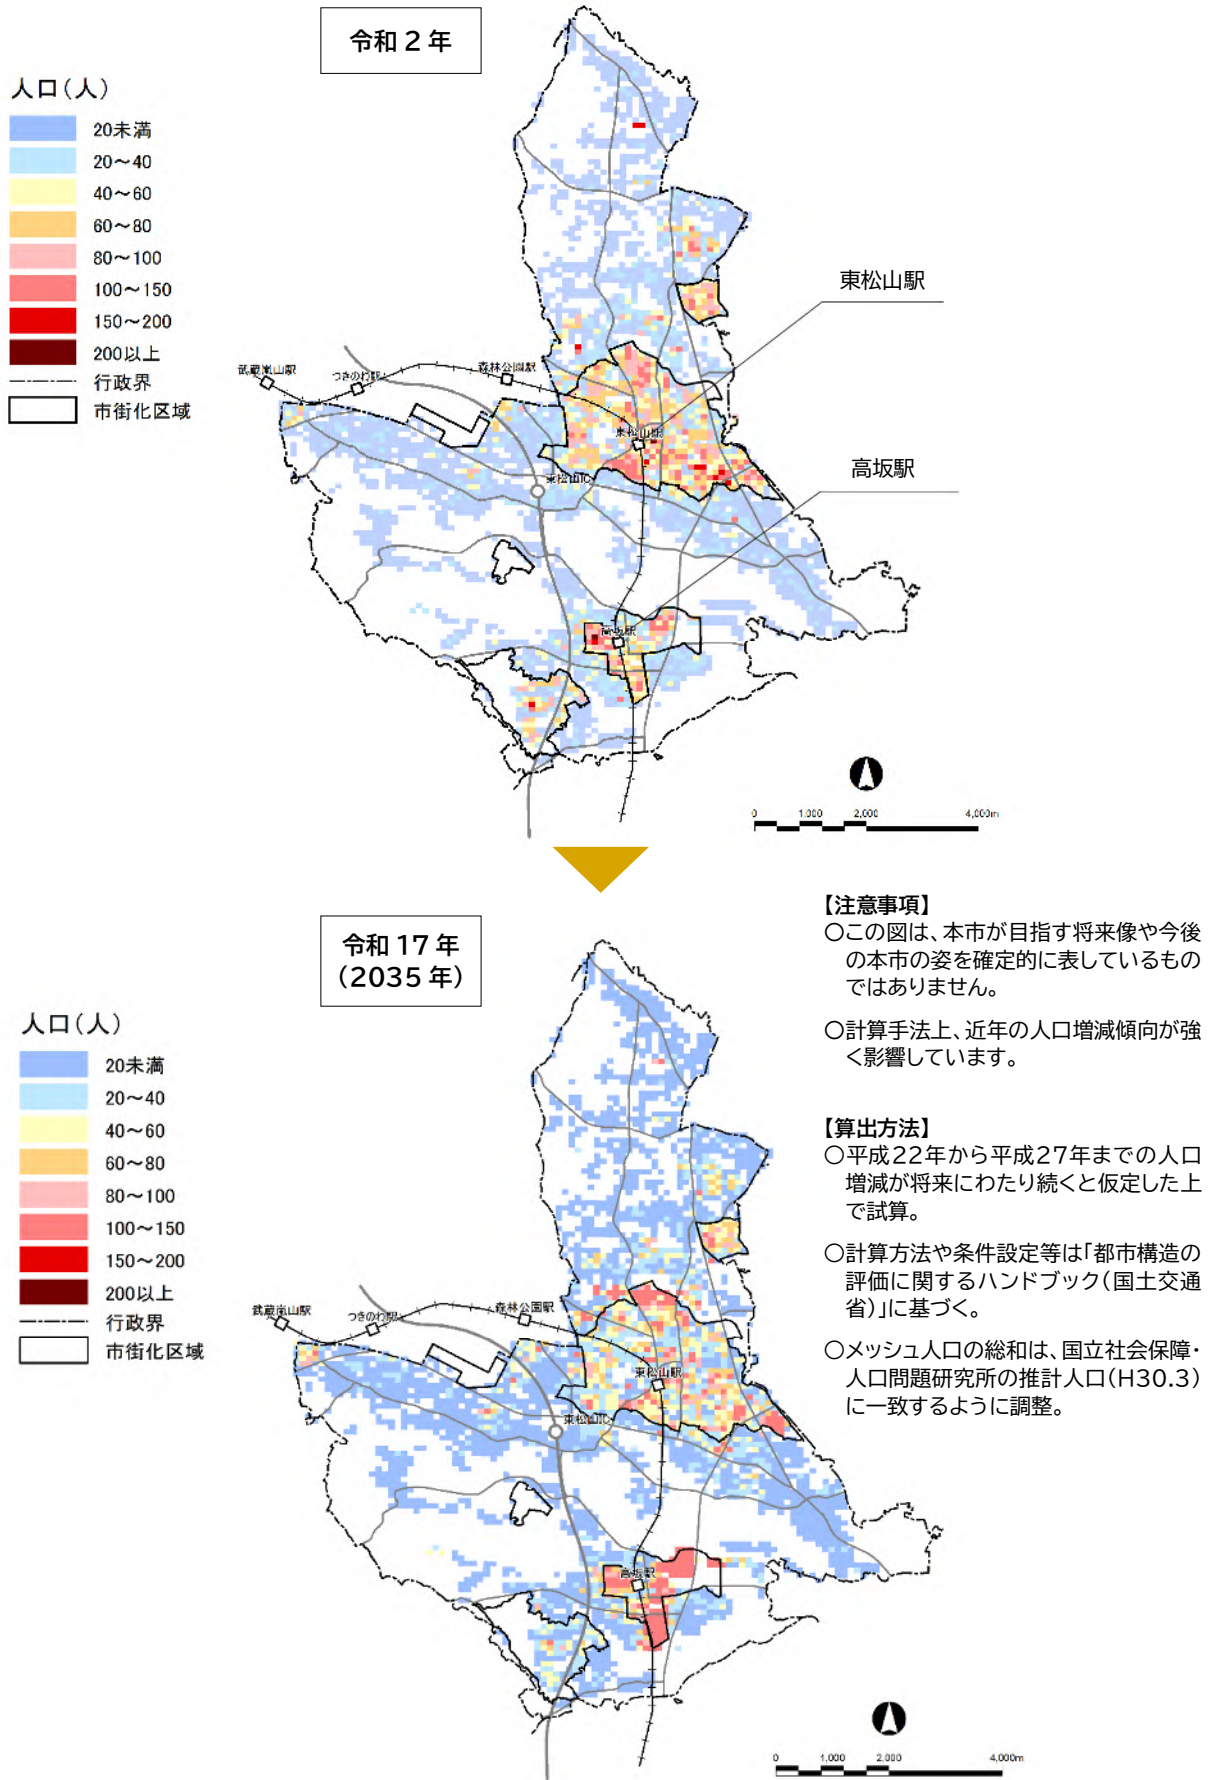 令和２年
人口(人)
20未満
20～40
40～60
60～80
80～100
100～150
150～200
200以上
行政界
市街化区域
東松山駅
高坂駅
武蔵嵐山駅
つきのわ駅
森林公園駅
東松山駅
東松山IC
高坂駅
0 1,000 2,000 4,000m
令和17年
（2035年）
人口(人)
20未満
20～40
40～60
60～80
80～100
100～150
150～200
200以上
行政界
市街化区域
武蔵嵐山駅
つきのわ駅
森林公園駅
東松山駅
東松山IC
高坂駅
0 1,000 2,000 4,000m
【注意事項】
○この図は、本市が目指す将来像や今後
の本市の姿を確定的に表しているもの
ではありません。
○計算手法上、近年の人口増減傾向が強
く影響しています。
【算出方法】
○平成22年から平成27年までの人口
増減が将来にわたり続くと仮定した上
で試算。
○計算方法や条件設定等は「都市構造の
評価に関するハンドブック（国土交通
省）」に基づく。
○メッシュ人口の総和は、国立社会保障・
人口問題研究所の推計人口（H30.3）
に一致するように調整。